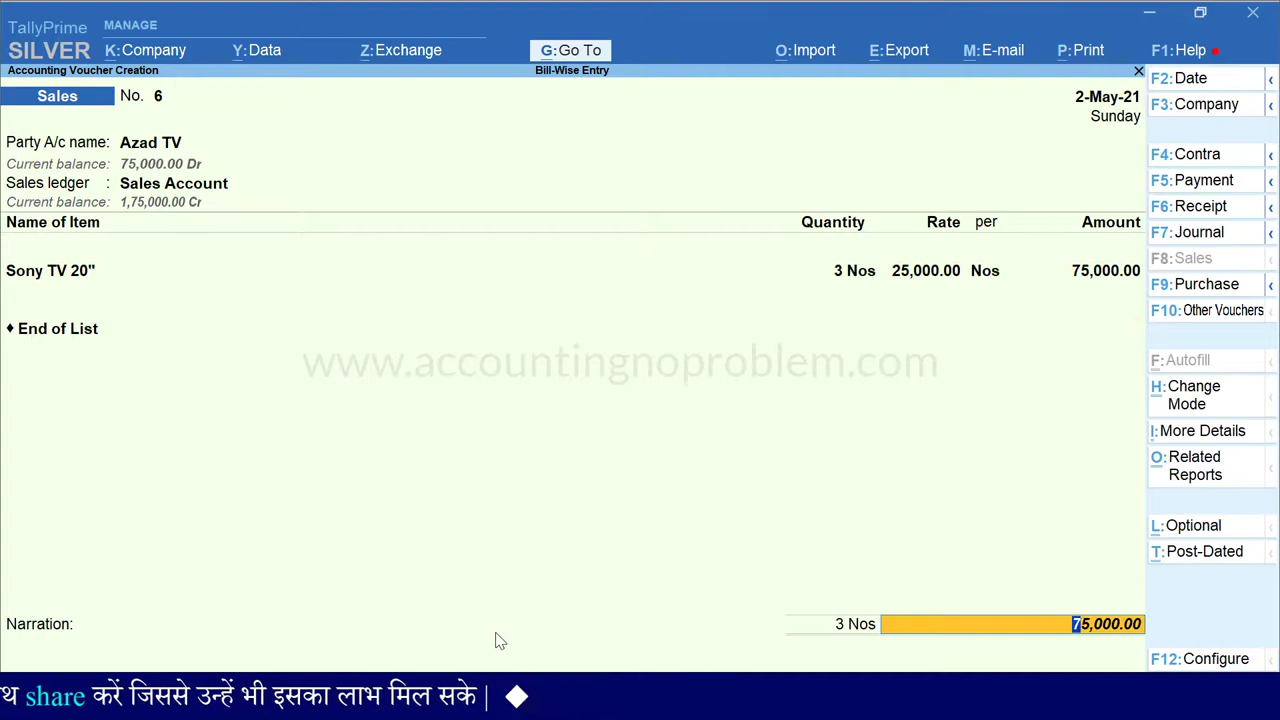 TallyPrime
SILVER
MANAGE
K:Company Y:Data Z:Exchange G:Go To O:Import E:Export M:E-mail P:Print F1:Help
Accounting Voucher Creation Bill-Wise Entry
Sales No. 6 2-May-21
Sunday
Party A/c name: Azad TV
Current balance: 75,000.00 Dr
Sales ledger : Sales Account
Current balance: 1,75,000.00 Cr
Name of Item Quantity Rate per Amount
Sony TV 20" 3 Nos 25,000.00 Nos 75,000.00
♦ End of List
www.accountingnoproblem.com
Narration: 3 Nos 75,000.00
F2:Date
F3:Company
F4:Contra
F5:Payment
F6:Receipt
F7:Journal
F8:Sales
F9:Purchase
F10:Other Vouchers
F:Autofill
H:Change
Mode
I:More Details
O:Related
Reports
L:Optional
T:Post-Dated
F12:Configure
थ share करें जिससे उन्हें भी इसका लाभ मिल सके | ◆